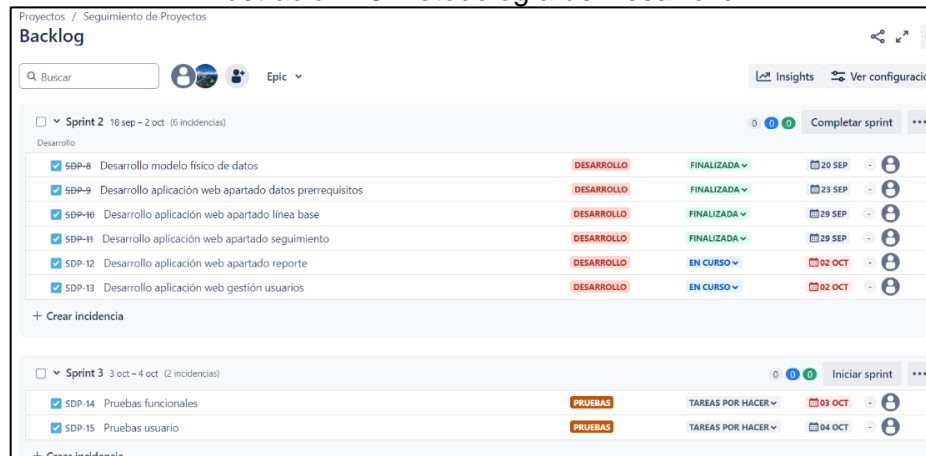 Proyectos / Seguimiento de Proyectos
Backlog
Buscar
Epic
Insights
Ver configuració
Sprint 2 18 sep – 2 oct (6 incidencias) 0 0 0 Completar sprint
Desarrollo
SDP-8 Desarrollo modelo físico de datos DESARROLLO FINALIZADA 20 SEP -
SDP-9 Desarrollo aplicación web apartado datos prerrequisitos DESARROLLO FINALIZADA 23 SEP -
SDP-10 Desarrollo aplicación web apartado línea base DESARROLLO FINALIZADA 29 SEP -
SDP-11 Desarrollo aplicación web apartado seguimiento DESARROLLO FINALIZADA 29 SEP -
SDP-12 Desarrollo aplicación web apartado reporte DESARROLLO EN CURSO 02 OCT -
SDP-13 Desarrollo aplicación web gestión usuarios DESARROLLO EN CURSO 02 OCT -
+ Crear incidencia
Sprint 3 3 oct – 4 oct (2 incidencias) 0 0 0 Iniciar sprint
SDP-14 Pruebas funcionales PRUEBAS TAREAS POR HACER 03 OCT -
SDP-15 Pruebas usuario PRUEBAS TAREAS POR HACER 04 OCT -
+ Crear incidencia